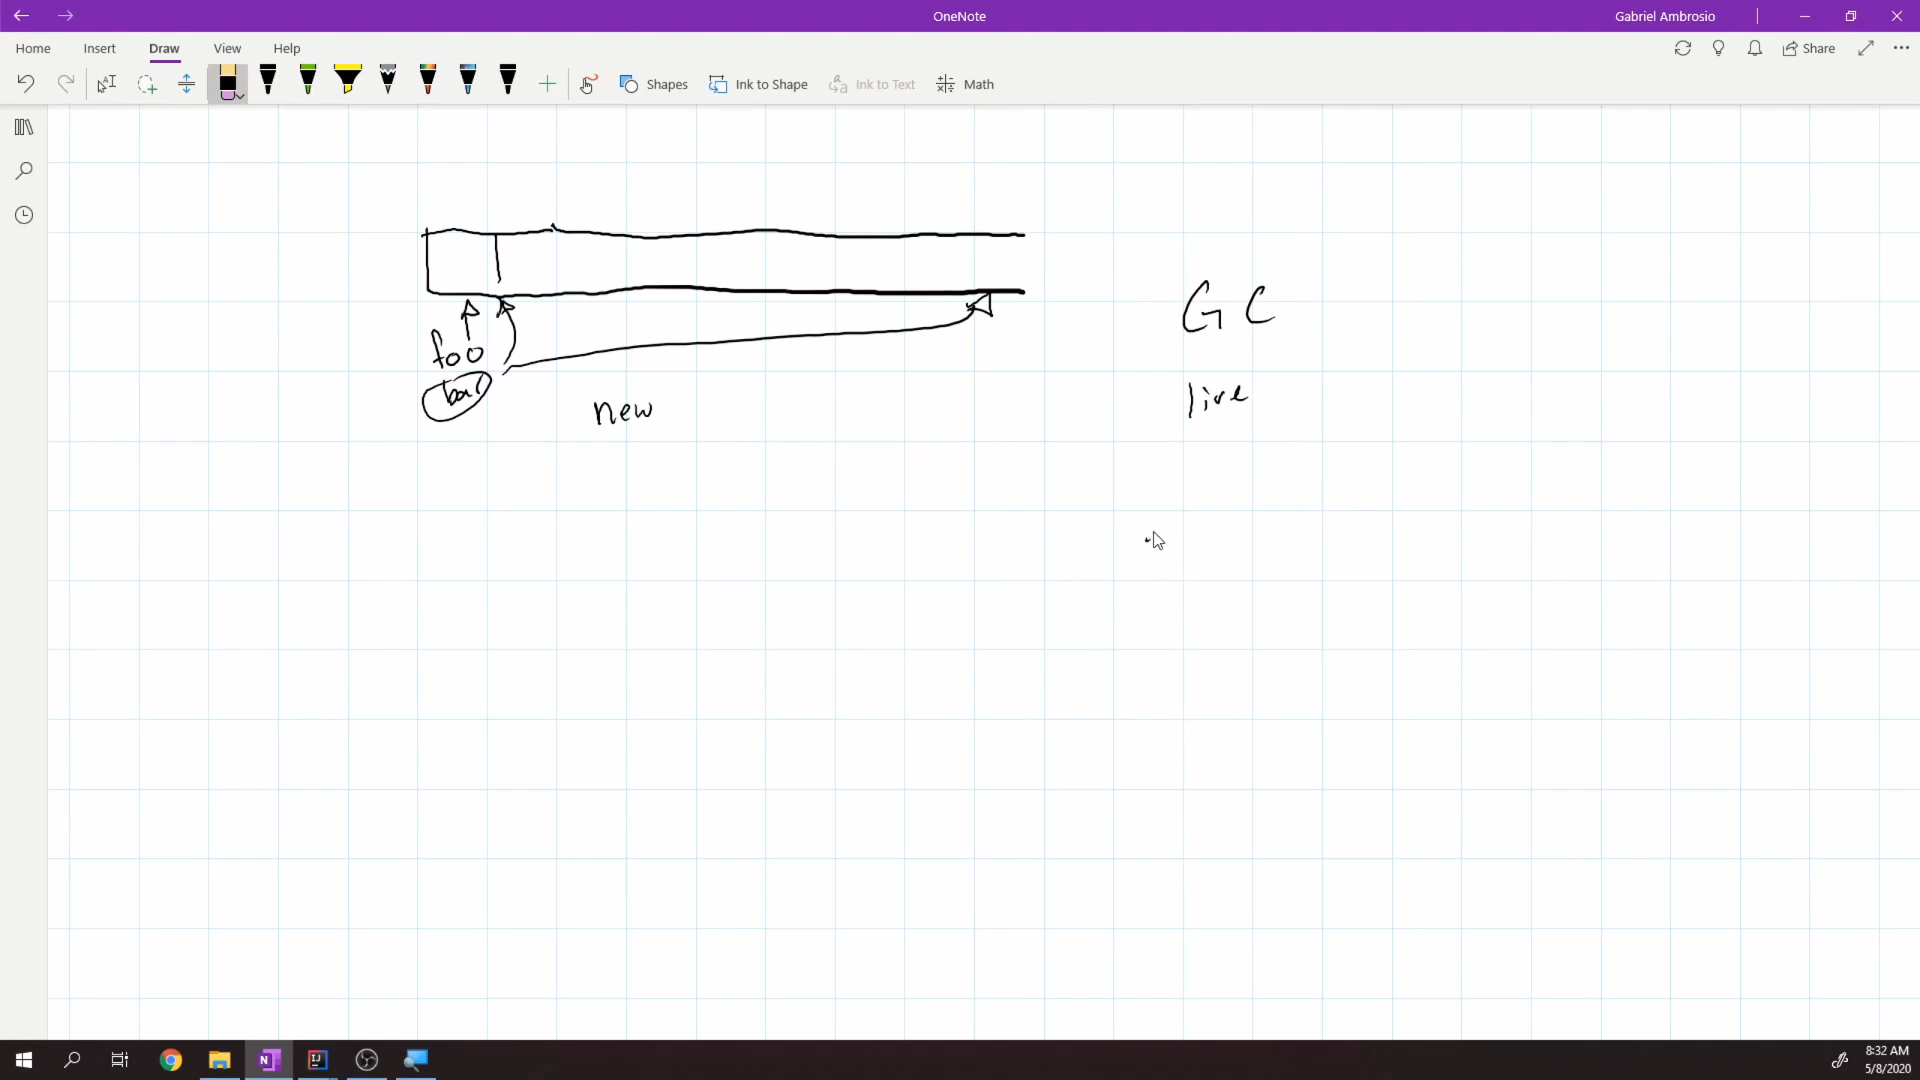 OneNote
Gabriel Ambrosio
Home Insert Draw View Help
Share
Shapes Ink to Shape Ink to Text Math
GC
foo
bar
live
new
8:32 AM
5/8/2020